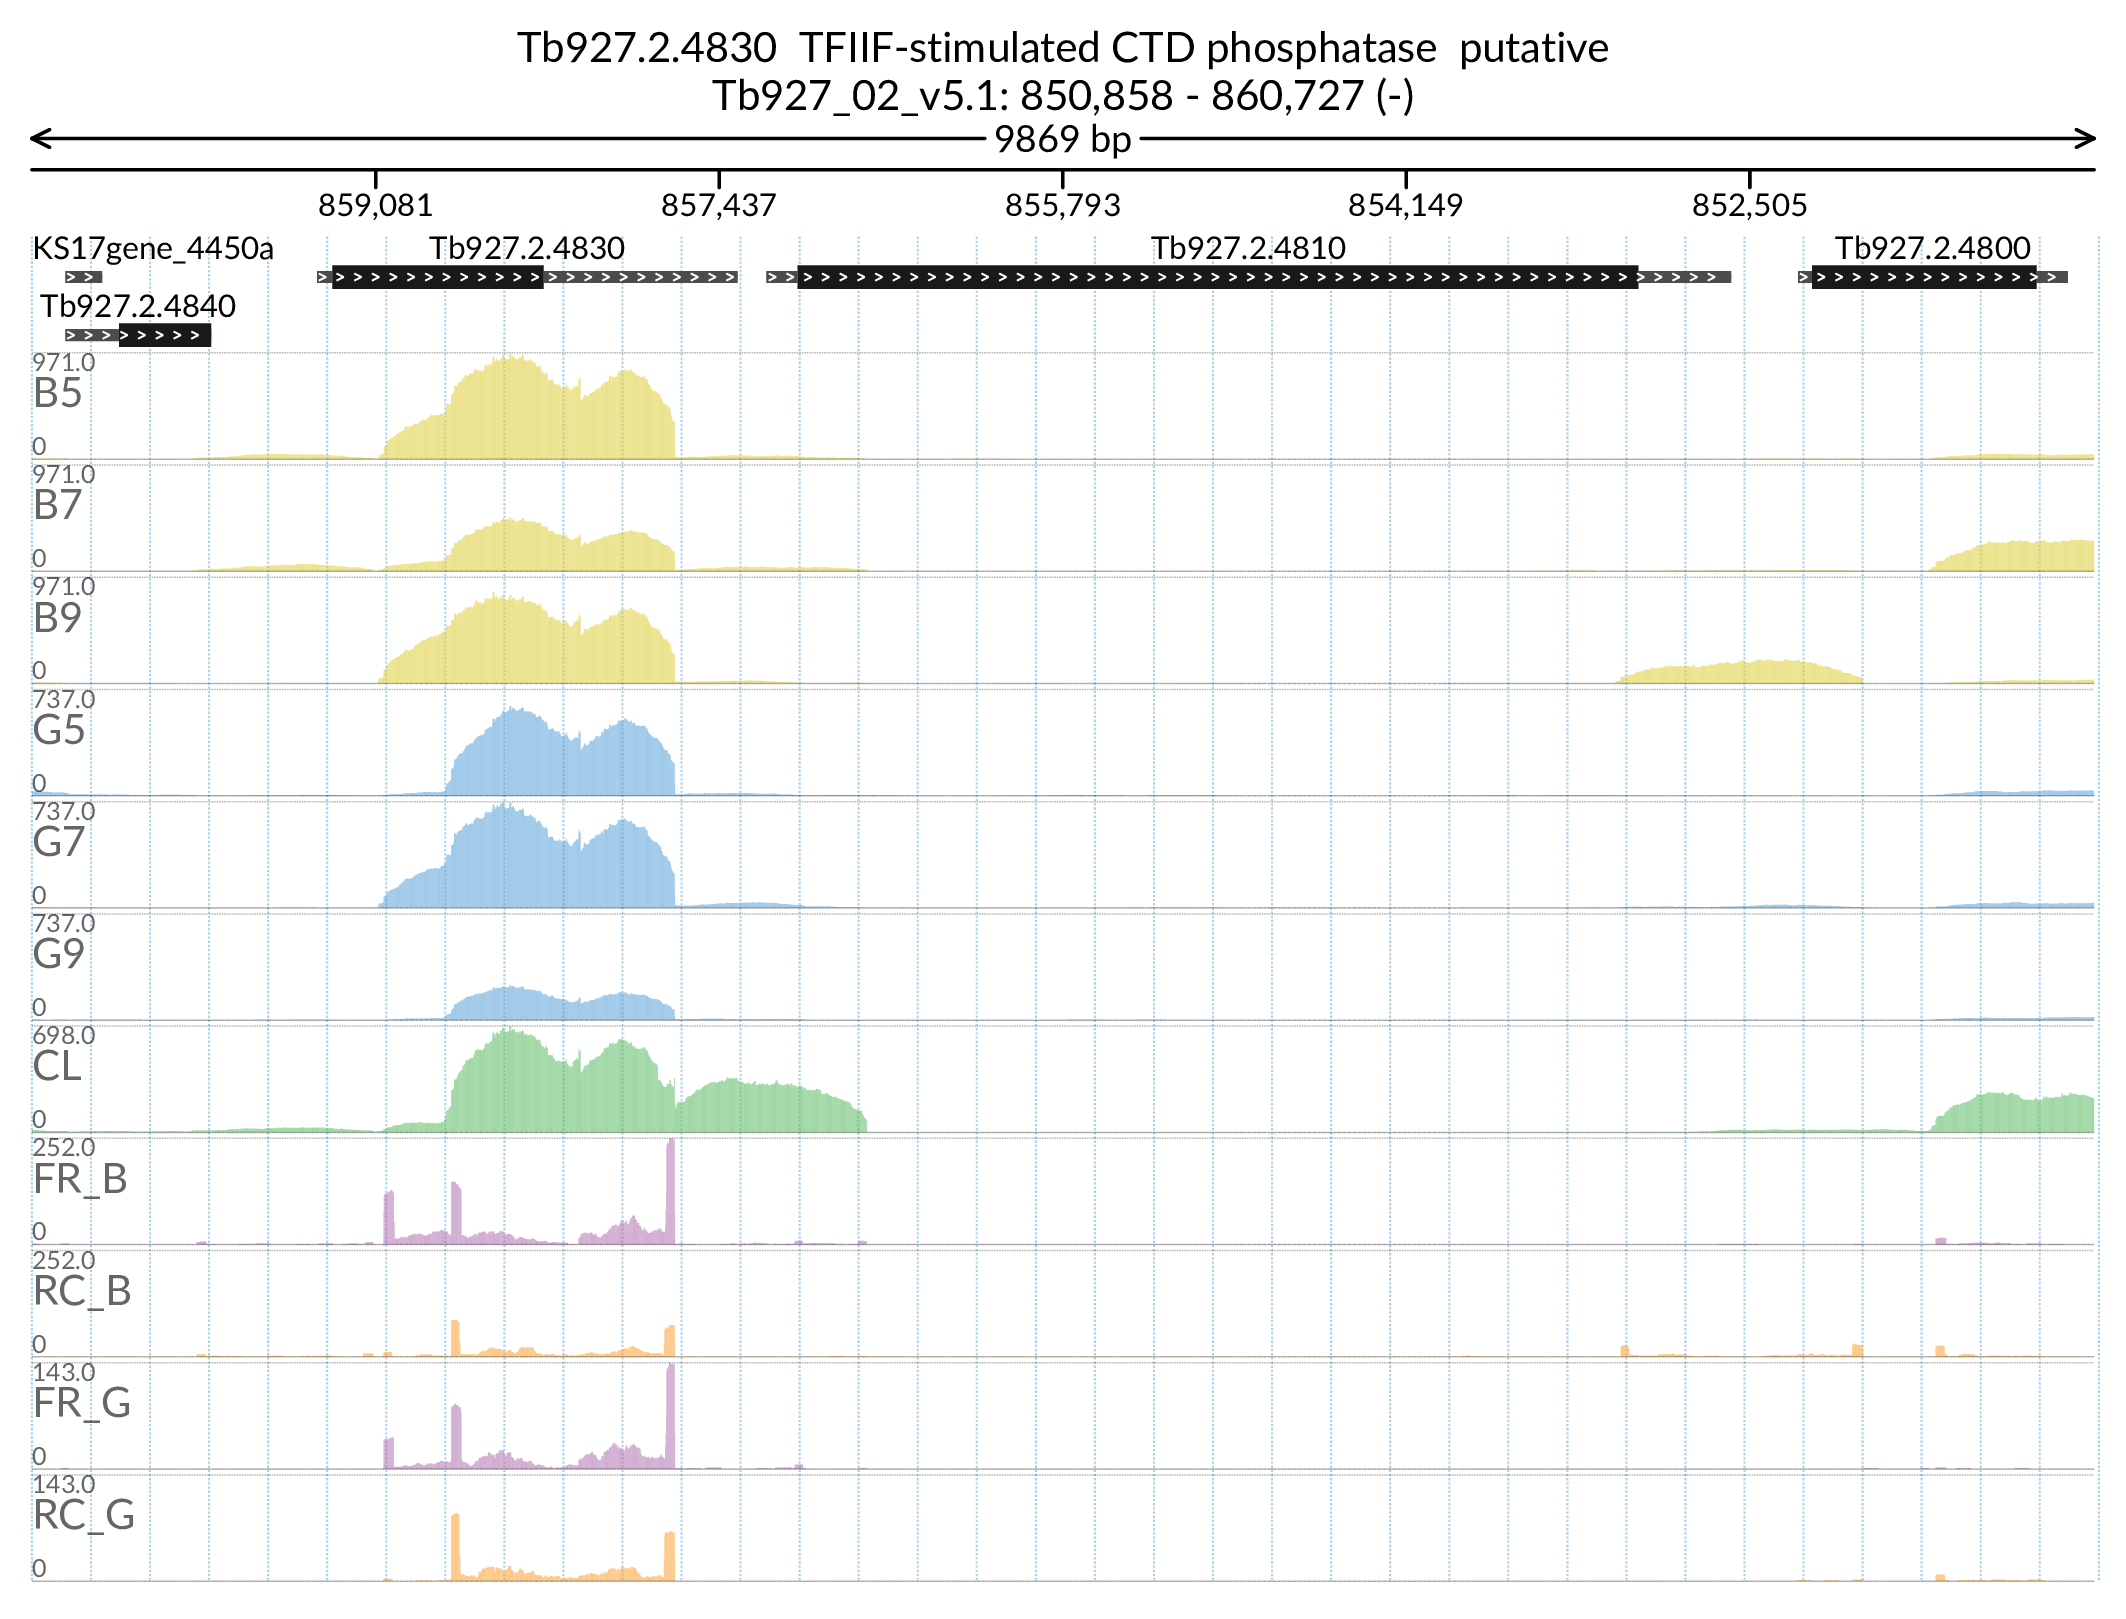 Tb927.2.4830  TFIIF-stimulated CTD phosphatase  putative
Tb927_02_v5.1: 850,858 - 860,727 (-)
9869 bp
859,081 857,437 855,793 854,149 852,505
KS17gene_4450a Tb927.2.4830 Tb927.2.4810 Tb927.2.4800
Tb927.2.4840
971.0
B5
0
971.0
B7
0
971.0
B9
0
737.0
G5
0
737.0
G7
0
737.0
G9
0
698.0
CL
0
252.0
FR_B
0
252.0
RC_B
0
143.0
FR_G
0
143.0
RC_G
0